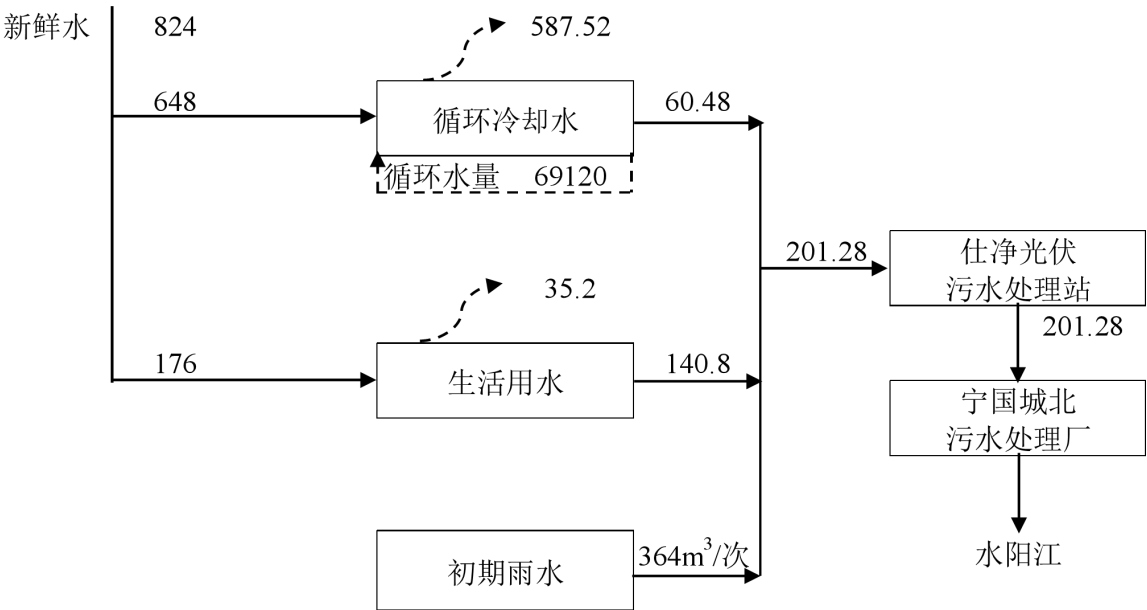 新鲜水 824
587.52
648
循环冷却水
60.48
循环水量 69120
201.28
仕净光伏
污水处理站
35.2
201.28
176
生活用水
140.8
宁国城北
污水处理厂
初期雨水
364m³/次
水阳江